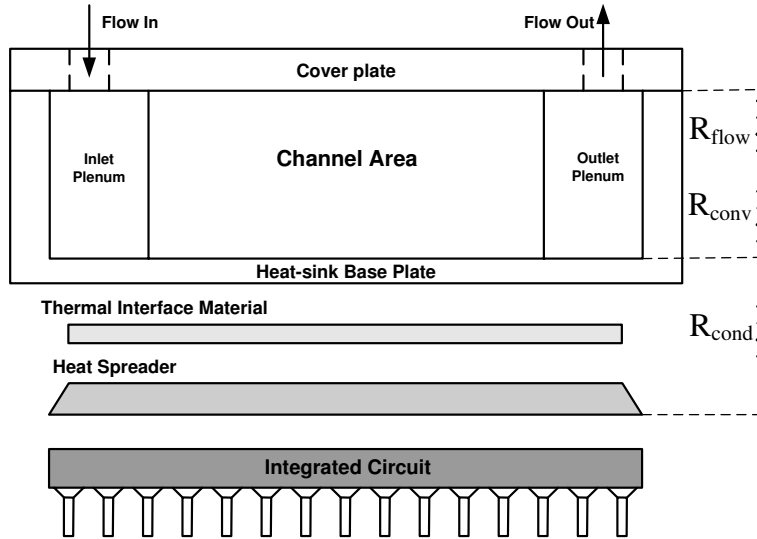 Flow In
Flow Out
Cover plate
Inlet
Plenum
Channel Area
Outlet
Plenum
R_flow
R_conv
Heat-sink Base Plate
Thermal Interface Material
R_cond
Heat Spreader
Integrated Circuit